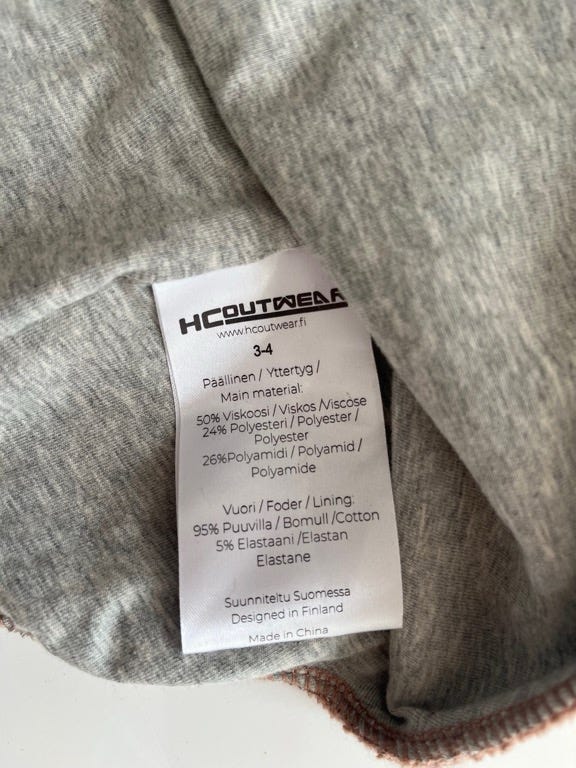 HCOUTWEAR
www.hcoutwear.fi
3-4
Päällinen / Yttertyg /
Main material:
50% Viskoosi / Viskos /Viscose
24% Polyesteri / Polyester /
Polyester
26%Polyamidi / Polyamid /
Polyamide
Vuori / Foder / Lining:
95% Puuvilla / Bomull /Cotton
5% Elastaani /Elastan
Elastane
Suunniteltu Suomessa
Designed in Finland
Made in China